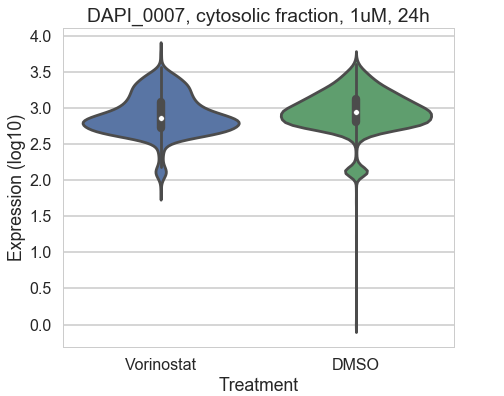 DAPI_0007, cytosolic fraction, 1uM, 24h
4.0
3.5
3.0
2.5
2.0
1.5
1.0
0.5
0.0
Expression (log10)
Vorinostat
DMSO
Treatment